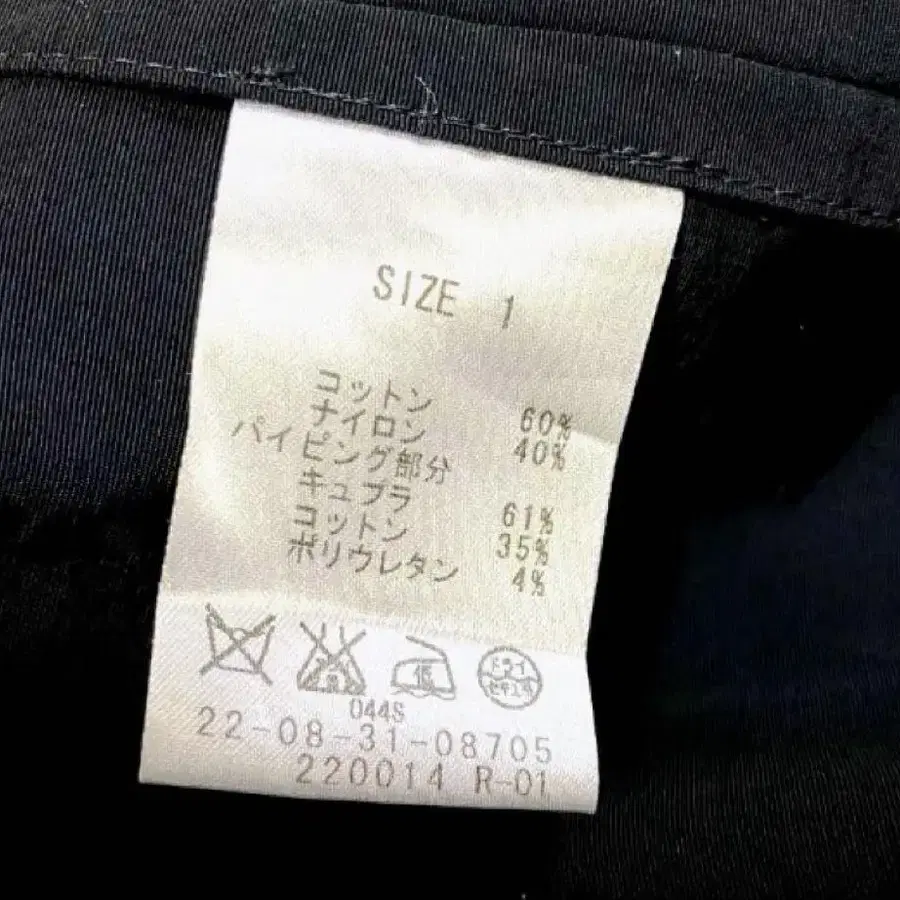 SIZE 1
コットン 60%
ナイロン 40%
パイピング部分
キュプラ 61%
コットン 35%
ポリウレタン 4%
低 ドライ
セキユ系
044S
22-08-31-08705
220014 R-01